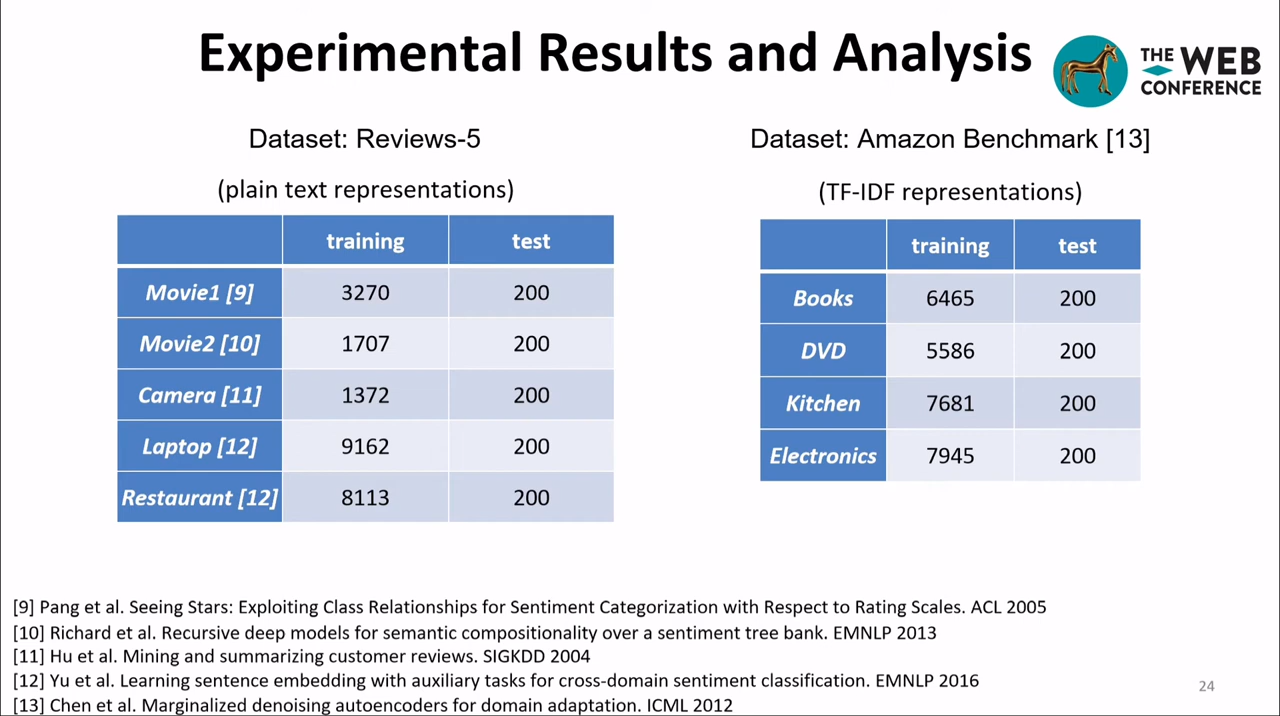 Experimental Results and Analysis
THE WEB
CONFERENCE
Dataset: Reviews-5
(plain text representations)
training test
Movie1 [9] 3270 200
Movie2 [10] 1707 200
Camera [11] 1372 200
Laptop [12] 9162 200
Restaurant [12] 8113 200
Dataset: Amazon Benchmark [13]
(TF-IDF representations)
training test
Books 6465 200
DVD 5586 200
Kitchen 7681 200
Electronics 7945 200
[9] Pang et al. Seeing Stars: Exploiting Class Relationships for Sentiment Categorization with Respect to Rating Scales. ACL 2005
[10] Richard et al. Recursive deep models for semantic compositionality over a sentiment tree bank. EMNLP 2013
[11] Hu et al. Mining and summarizing customer reviews. SIGKDD 2004
[12] Yu et al. Learning sentence embedding with auxiliary tasks for cross-domain sentiment classification. EMNLP 2016
[13] Chen et al. Marginalized denoising autoencoders for domain adaptation. ICML 2012
24